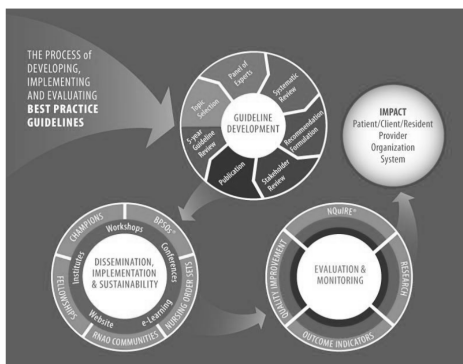 THE PROCESS of
DEVELOPING,
IMPLEMENTING
AND EVALUATING
BEST PRACTICE
GUIDELINES
Topic
Selection
Panel of
Experts
Systematic
Review
Recommendation
Formulation
Stakeholder
Review
Publication
5-year
Guideline
Review
GUIDELINE
DEVELOPMENT
IMPACT
Patient/Client/Resident
Provider
Organization
System
CHAMPIONS
BPSOs
NURSING ORDER SETS
RNAO COMMUNITIES
FELLOWSHIPS
Workshops
Conferences
e-Learning
Website
Institutes
DISSEMINATION,
IMPLEMENTATION
& SUSTAINABILITY
NQuIRE®
RESEARCH
OUTCOME INDICATORS
QUALITY IMPROVEMENT
EVALUATION &
MONITORING